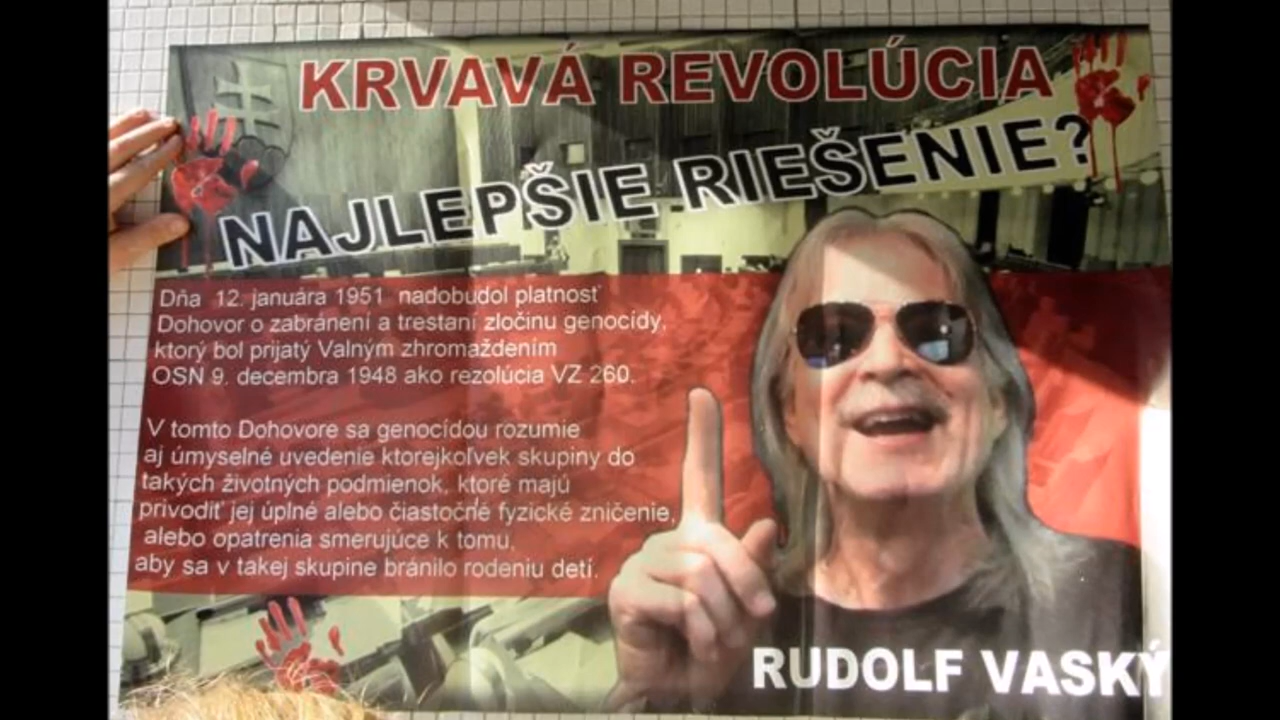 KRVAVÁ REVOLÚCIA
NAJLEPŠIE RIEŠENIE?
Dňa 12. januára 1951 nadobudol platnosť
Dohovor o zabránení a trestaní zločinu genocídy,
ktorý bol prijatý Valným zhromaždením
OSN 9. decembra 1948 ako rezolúcia VZ 260.
V tomto Dohovore sa genocídou rozumie
aj úmyselné uvedenie ktorejkoľvek skupiny do
takých životných podmienok, ktoré majú
privodiť jej úplné alebo čiastočné fyzické zničenie,
alebo opatrenia smerujúce k tomu,
aby sa v takej skupine bránilo rodeniu detí.
RUDOLF VASKÝ